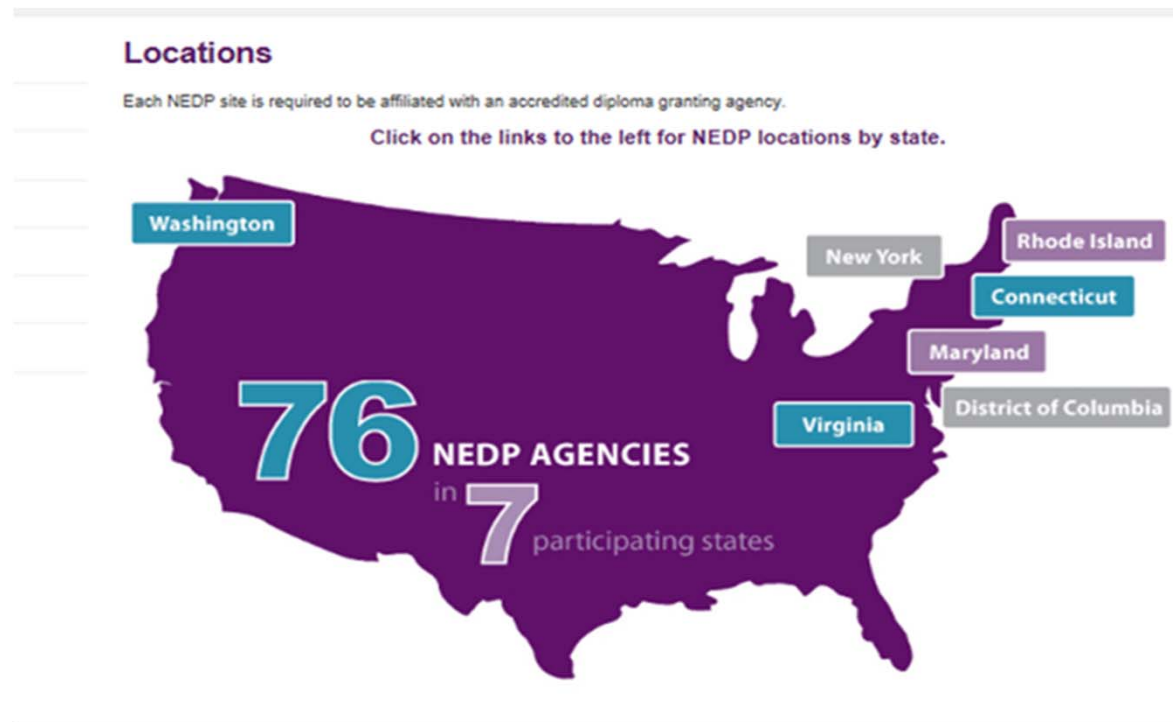 Locations
Each NEDP site is required to be affiliated with an accredited diploma granting agency.
Click on the links to the left for NEDP locations by state.
Washington
New York
Rhode Island
Connecticut
Maryland
District of Columbia
Virginia
76 NEDP AGENCIES
in 7 participating states